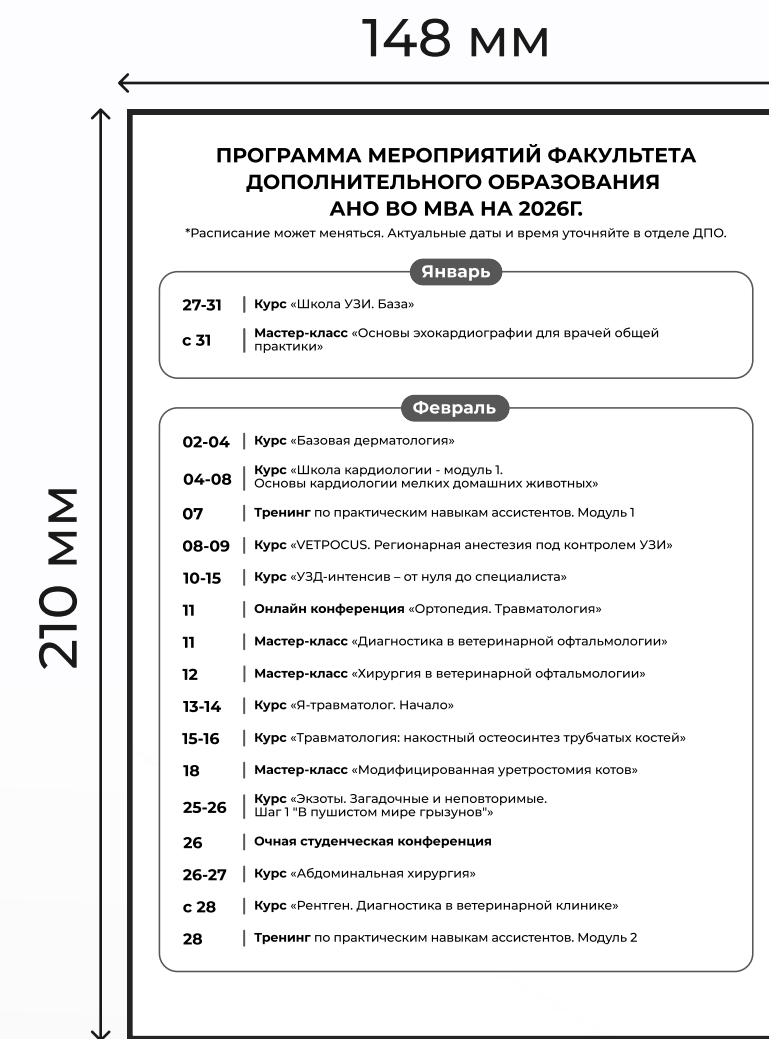 148 мм
210 мм
ПРОГРАММА МЕРОПРИЯТИЙ ФАКУЛЬТЕТА
ДОПОЛНИТЕЛЬНОГО ОБРАЗОВАНИЯ
АНО ВО МВА НА 2026Г.
*Расписание может меняться. Актуальные даты и время уточняйте в отделе ДПО.
Январь
27-31 Курс «Школа УЗИ. База»
с 31 Мастер-класс «Основы эхокардиографии для врачей общей
практики»
Февраль
02-04 Курс «Базовая дерматология»
04-08 Курс «Школа кардиологии - модуль 1.
Основы кардиологии мелких домашних животных»
07 Тренинг по практическим навыкам ассистентов. Модуль 1
08-09 Курс «VETPOCUS. Регионарная анестезия под контролем УЗИ»
10-15 Курс «УЗД-интенсив – от нуля до специалиста»
11 Онлайн конференция «Ортопедия. Травматология»
11 Мастер-класс «Диагностика в ветеринарной офтальмологии»
12 Мастер-класс «Хирургия в ветеринарной офтальмологии»
13-14 Курс «Я-травматолог. Начало»
15-16 Курс «Травматология: накостный остеосинтез трубчатых костей»
18 Мастер-класс «Модифицированная уретростомия котов»
25-26 Курс «Экзоты. Загадочные и неповторимые.
Шаг 1 "В пушистом мире грызунов"»
26 Очная студенческая конференция
26-27 Курс «Абдоминальная хирургия»
с 28 Курс «Рентген. Диагностика в ветеринарной клинике»
28 Тренинг по практическим навыкам ассистентов. Модуль 2